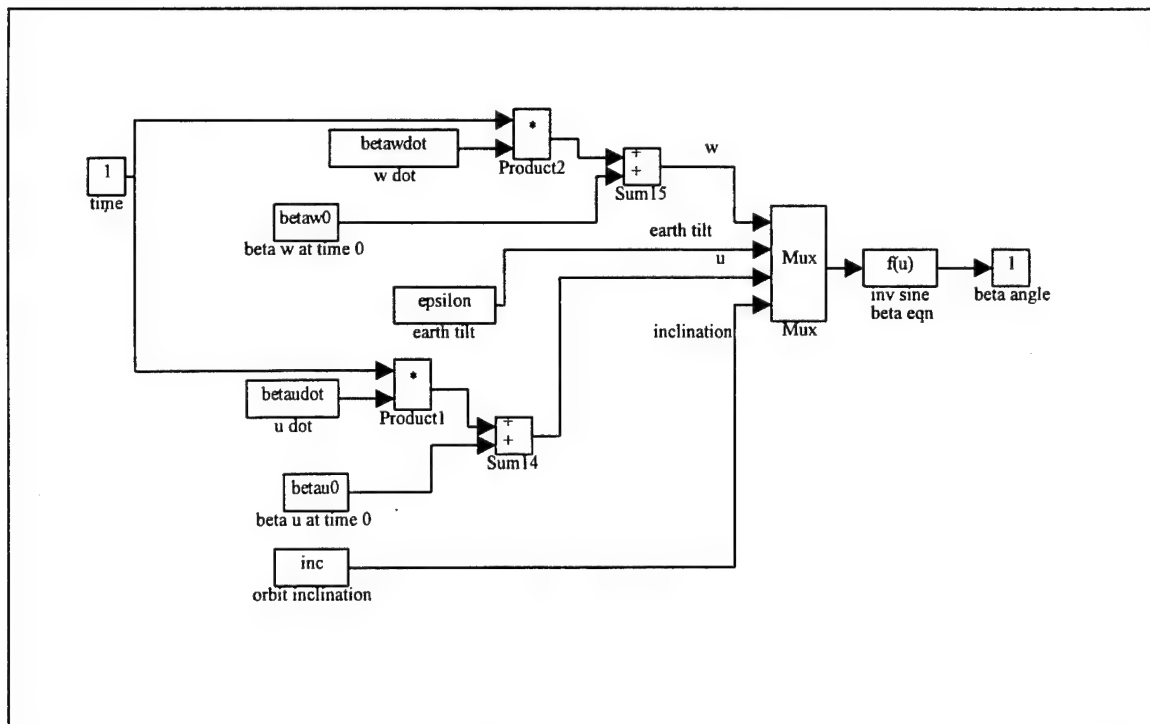 *
betawdot
w dot
Product2
+
+
Sum15
w
1
time
betaw0
beta w at time 0
earth tilt
u
Mux
Mux
f(u)
inv sine
beta eqn
1
beta angle
epsilon
earth tilt
inclination
*
betaudot
u dot
Product1
+
+
Sum14
betau0
beta u at time 0
inc
orbit inclination